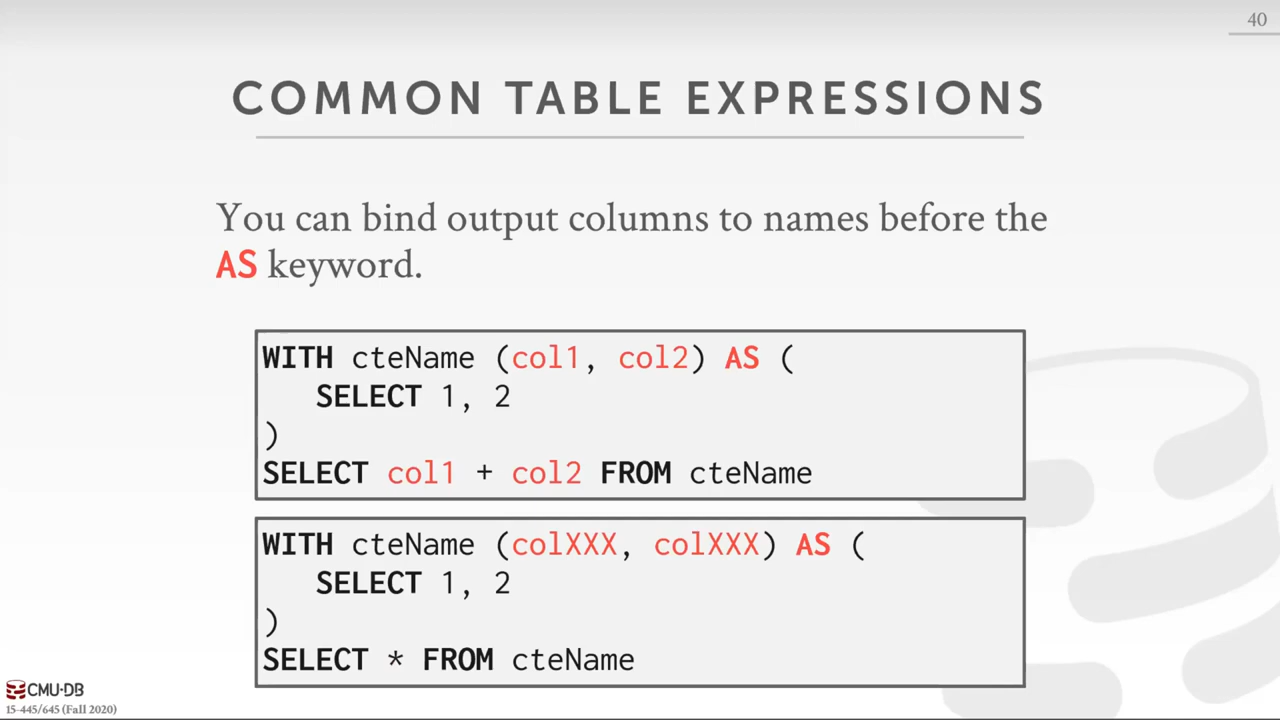 40
COMMON TABLE EXPRESSIONS
You can bind output columns to names before the
AS keyword.
WITH cteName (col1, col2) AS (
   SELECT 1, 2
)
SELECT col1 + col2 FROM cteName
WITH cteName (colXXX, colXXX) AS (
   SELECT 1, 2
)
SELECT * FROM cteName
CMU·DB
15-445/645 (Fall 2020)